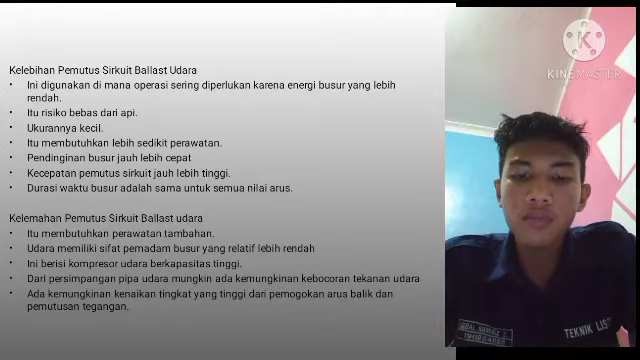 Kelebihan Pemutus Sirkuit Ballast Udara
• Ini digunakan di mana operasi sering diperlukan karena energi busur yang lebih
rendah.
• Itu risiko bebas dari api.
• Ukurannya kecil.
• Itu membutuhkan lebih sedikit perawatan.
• Pendinginan busur jauh lebih cepat
• Kecepatan pemutus sirkuit jauh lebih tinggi.
• Durasi waktu busur adalah sama untuk semua nilai arus.
Kelemahan Pemutus Sirkuit Ballast udara
• Itu membutuhkan perawatan tambahan.
• Udara memiliki sifat pemadam busur yang relatif lebih rendah
• Ini berisi kompresor udara berkapasitas tinggi.
• Dari persimpangan pipa udara mungkin ada kemungkinan kebocoran tekanan udara
• Ada kemungkinan kenaikan tingkat yang tinggi dari pemogokan arus balik dan
pemutusan tegangan.
K
KINEMASTER
TEKNIK LIS